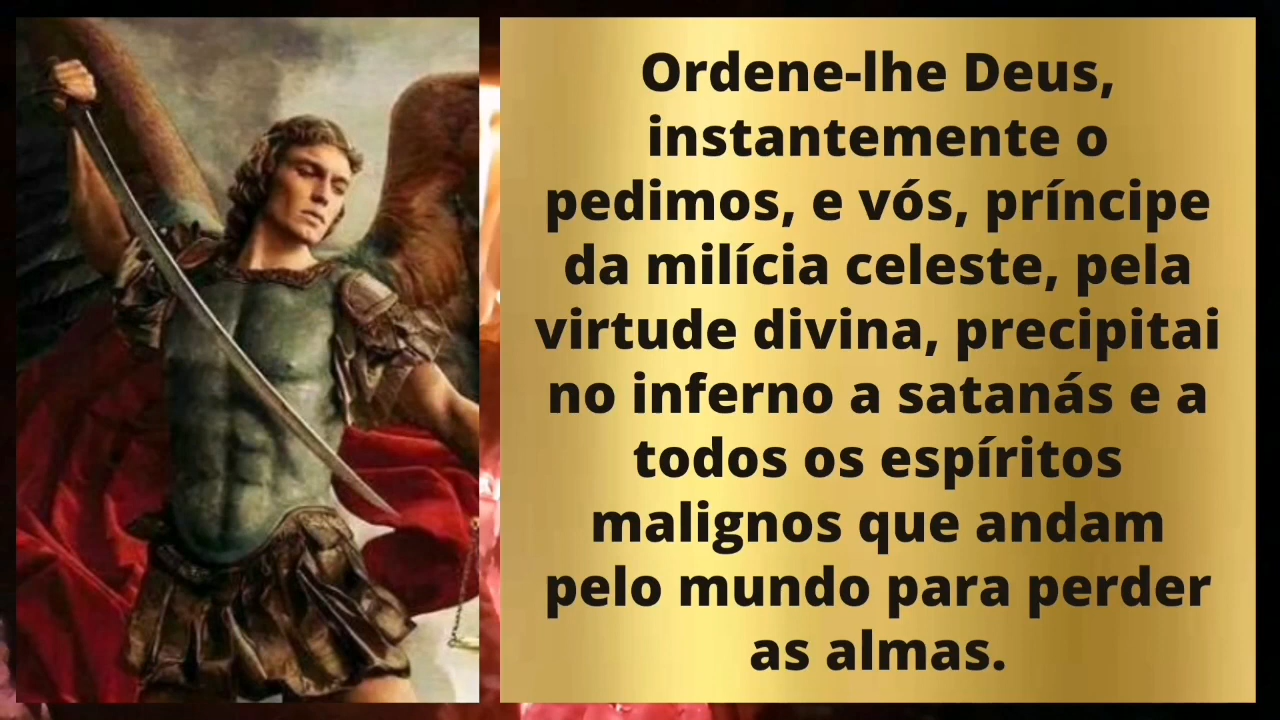 Ordene-lhe Deus,
instantemente o
pedimos, e vós, príncipe
da milícia celeste, pela
virtude divina, precipitai
no inferno a satanás e a
todos os espíritos
malignos que andam
pelo mundo para perder
as almas.